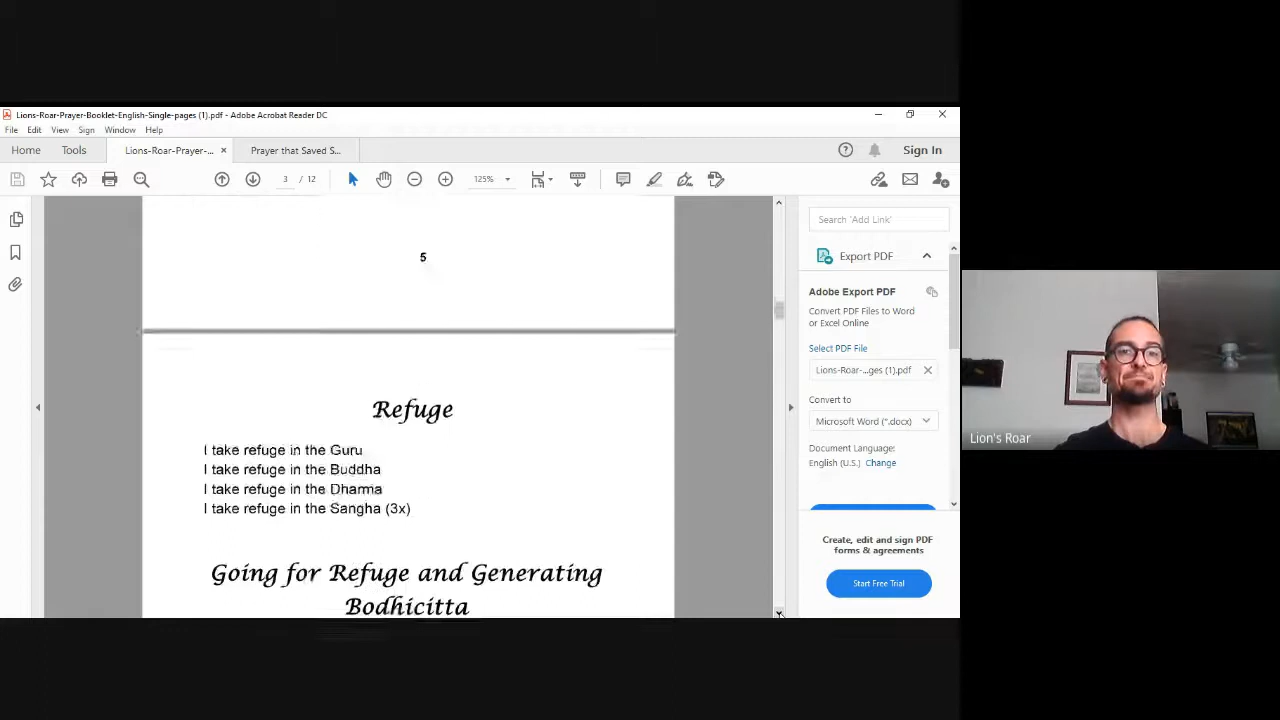 Lions-Roar-Prayer-Booklet-English-Single-pages (1).pdf - Adobe Acrobat Reader DC
File Edit View Sign Window Help
Home Tools Lions-Roar-Prayer-... × Prayer that Saved S... Sign In
3 / 12 125%
Search 'Add Link'
5
Export PDF
Adobe Export PDF
Convert PDF Files to Word
or Excel Online
Select PDF File
Lions-Roar-...ges (1).pdf
Convert to
Microsoft Word (*.docx)
Document Language:
English (U.S.) Change
Create, edit and sign PDF
forms & agreements
Start Free Trial
Refuge
I take refuge in the Guru
I take refuge in the Buddha
I take refuge in the Dharma
I take refuge in the Sangha (3x)
Going for Refuge and Generating
Bodhicitta
Lion's Roar